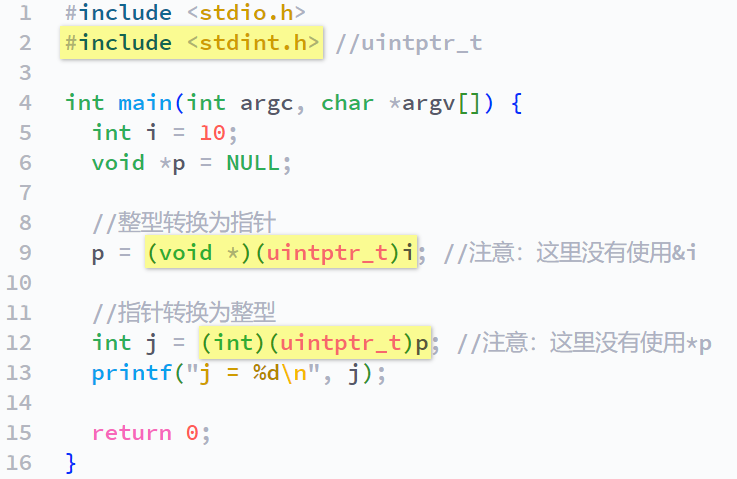 1 #include <stdio.h>
2 #include <stdint.h> //uintptr_t
3
4 int main(int argc, char *argv[]) {
5 int i = 10;
6 void *p = NULL;
7
8 //整型转换为指针
9 p = (void *)(uintptr_t)i; //注意：这里没有使用&i
10
11 //指针转换为整型
12 int j = (int)(uintptr_t)p; //注意：这里没有使用*p
13 printf("j = %d\n", j);
14
15 return 0;
16 }